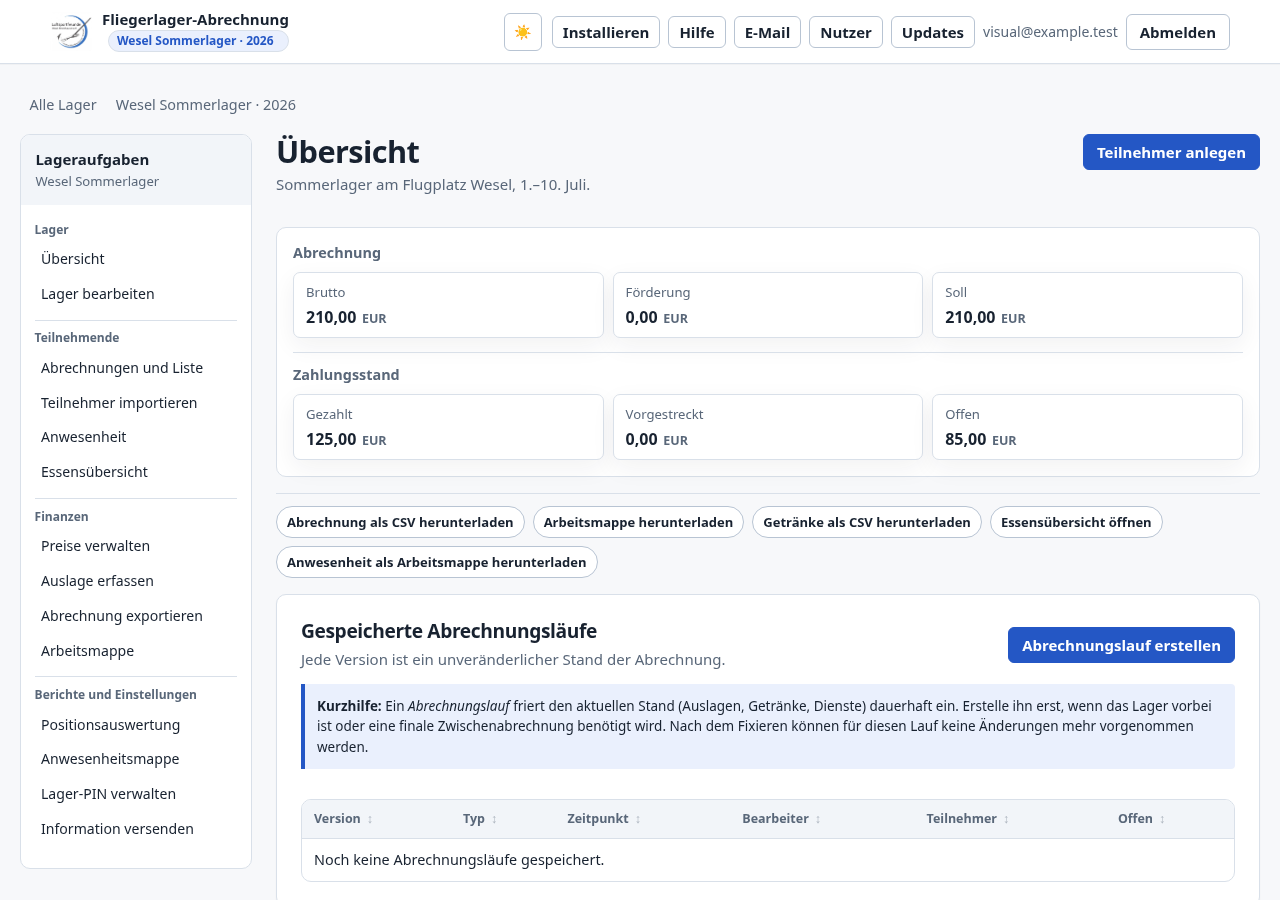 Fliegerlager-Abrechnung
Wesel Sommerlager · 2026
Installieren
Hilfe
E-Mail
Nutzer
Updates
visual@example.test
Abmelden
Alle Lager
Wesel Sommerlager · 2026
Lageraufgaben
Wesel Sommerlager
Lager
Übersicht
Lager bearbeiten
Teilnehmende
Abrechnungen und Liste
Teilnehmer importieren
Anwesenheit
Essensübersicht
Finanzen
Preise verwalten
Auslage erfassen
Abrechnung exportieren
Arbeitsmappe
Berichte und Einstellungen
Positionsauswertung
Anwesenheitsmappe
Lager-PIN verwalten
Information versenden
Übersicht
Sommerlager am Flugplatz Wesel, 1.–10. Juli.
Teilnehmer anlegen
Abrechnung
Brutto
210,00 EUR
Förderung
0,00 EUR
Soll
210,00 EUR
Zahlungsstand
Gezahlt
125,00 EUR
Vorgestreckt
0,00 EUR
Offen
85,00 EUR
Abrechnung als CSV herunterladen
Arbeitsmappe herunterladen
Getränke als CSV herunterladen
Essensübersicht öffnen
Anwesenheit als Arbeitsmappe herunterladen
Gespeicherte Abrechnungsläufe
Jede Version ist ein unveränderlicher Stand der Abrechnung.
Abrechnungslauf erstellen
Kurzhilfe: Ein Abrechnungslauf friert den aktuellen Stand (Auslagen, Getränke, Dienste) dauerhaft ein. Erstelle ihn erst, wenn das Lager vorbei
ist oder eine finale Zwischenabrechnung benötigt wird. Nach dem Fixieren können für diesen Lauf keine Änderungen mehr vorgenommen
werden.
Version ↕ Typ ↕ Zeitpunkt ↕ Bearbeiter ↕ Teilnehmer ↕ Offen ↕
Noch keine Abrechnungsläufe gespeichert.